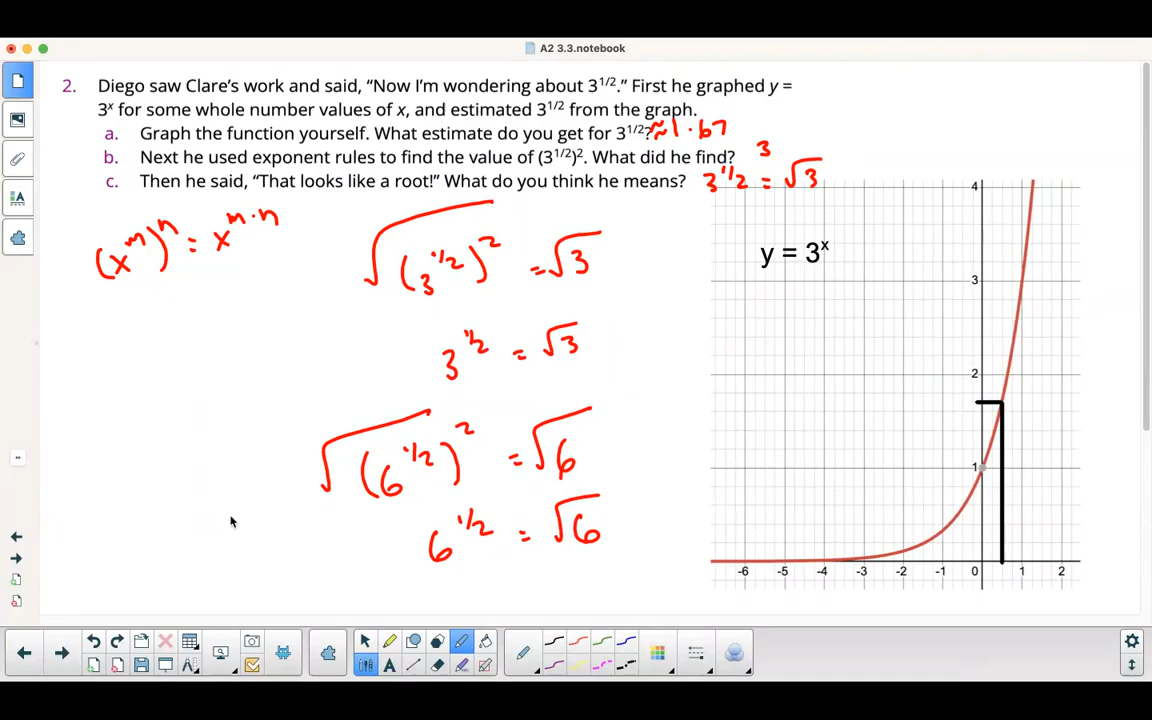 A2 3.3.notebook
2. Diego saw Clare's work and said, “Now I'm wondering about 3^1/2.” First he graphed y =
3^x for some whole number values of x, and estimated 3^1/2 from the graph.
a. Graph the function yourself. What estimate do you get for 3^1/2? ≈1.67
b. Next he used exponent rules to find the value of (3^1/2)^2. What did he find? 3
c. Then he said, “That looks like a root!” What do you think he means? 3^1/2 = √3
(x^m)^n = x^m·n
√(3^1/2)^2 = √3
3^1/2 = √3
√(6^1/2)^2 = √6
6^1/2 = √6
y = 3^x
4
3
2
1
-6 -5 -4 -3 -2 -1 0 1 2